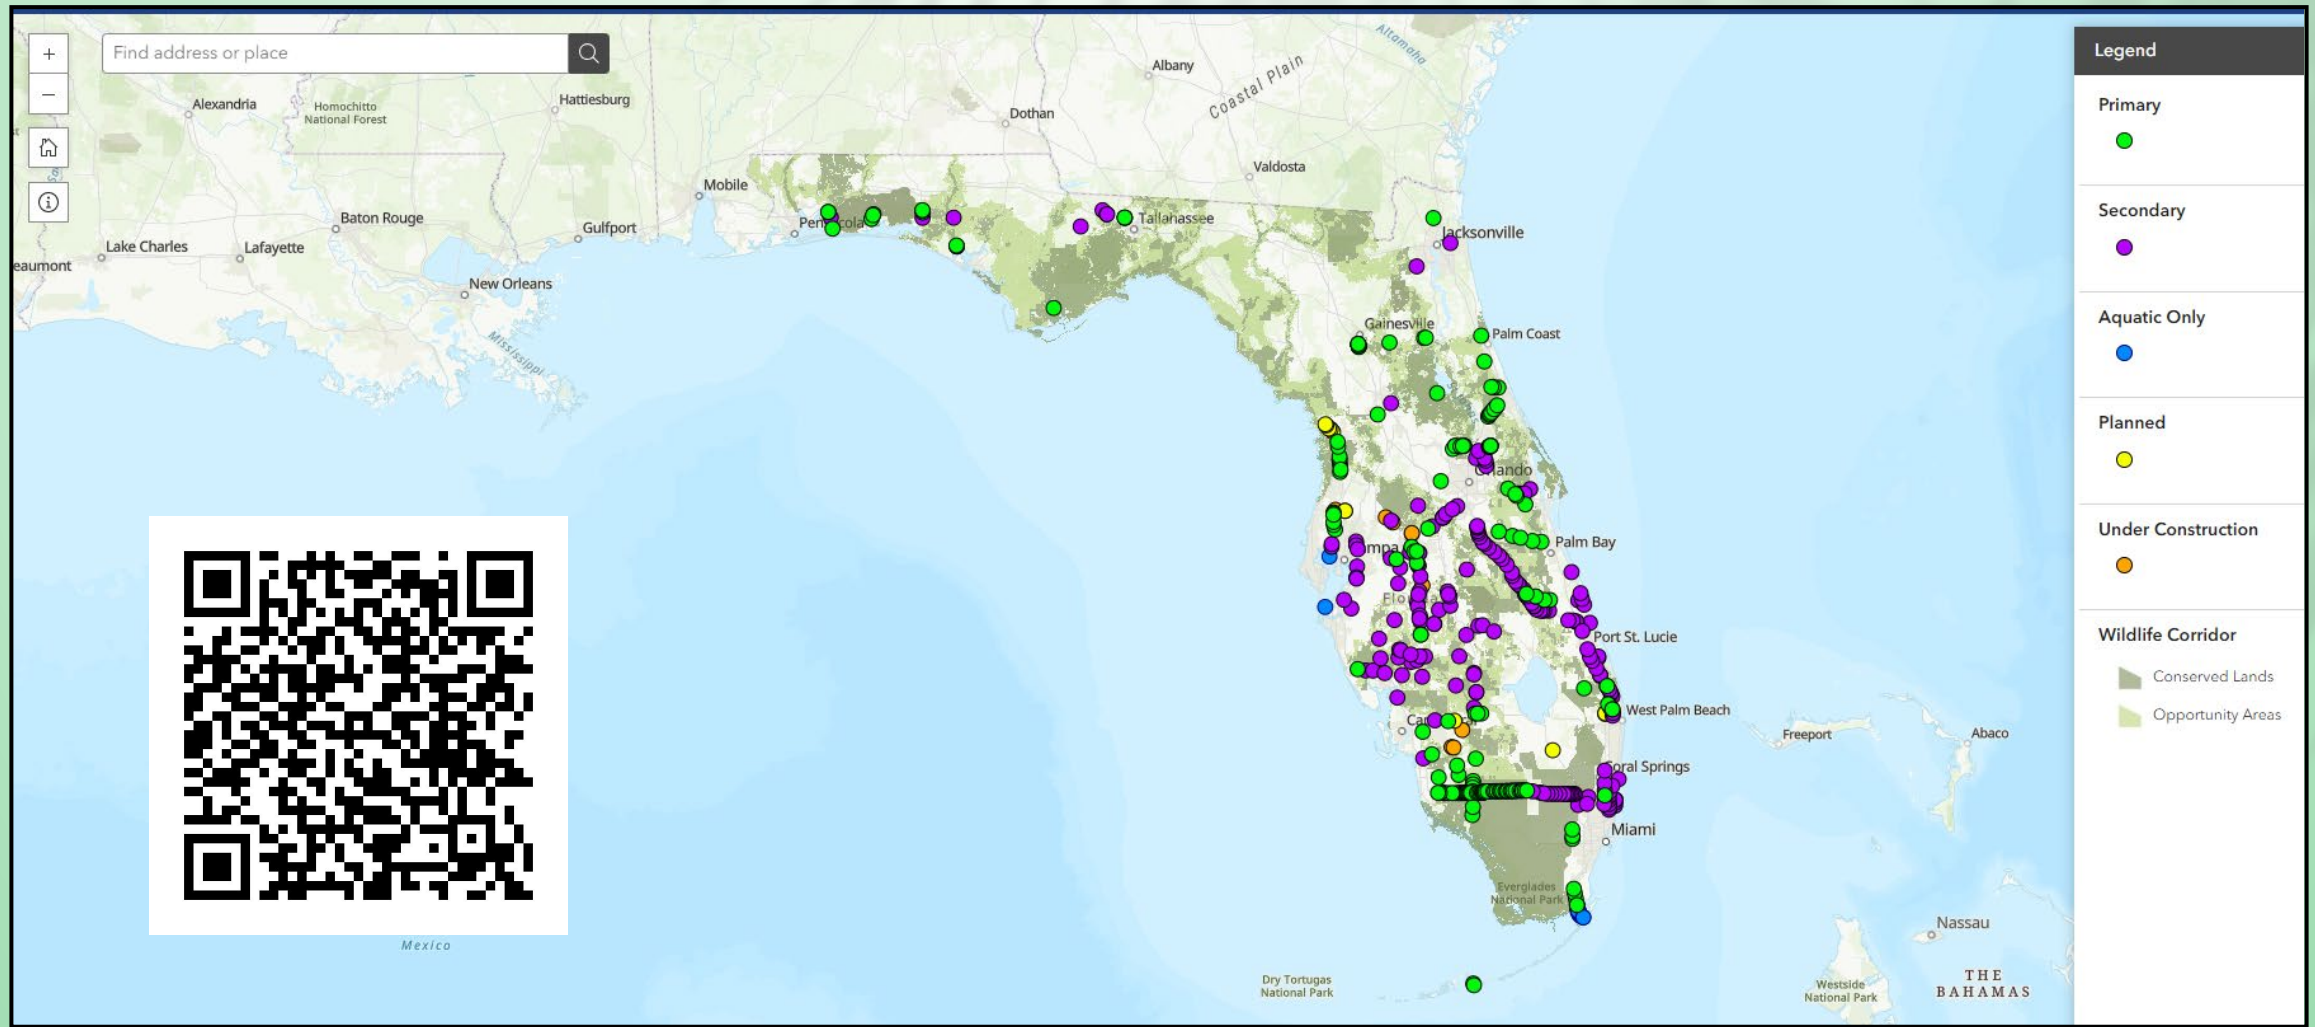 +
Find address or place
−
Legend
Primary
Secondary
Aquatic Only
Planned
Under Construction
Wildlife Corridor
Conserved Lands
Opportunity Areas
Altamaha
Albany
Coastal Plain
Alexandria
Homochitto
National Forest
Hattiesburg
Dothan
Valdosta
Mobile
Baton Rouge
Gulfport
Tallahassee
Jacksonville
Lake Charles
Lafayette
eaumont
New Orleans
Mississippi
Gainesville
Palm Coast
Orlando
Palm Bay
Port St. Lucie
West Palm Beach
Freeport
Abaco
Coral Springs
Miami
Everglades
National Park
Nassau
Mexico
Dry Tortugas
National Park
Westside
National Park
THE
BAHAMAS